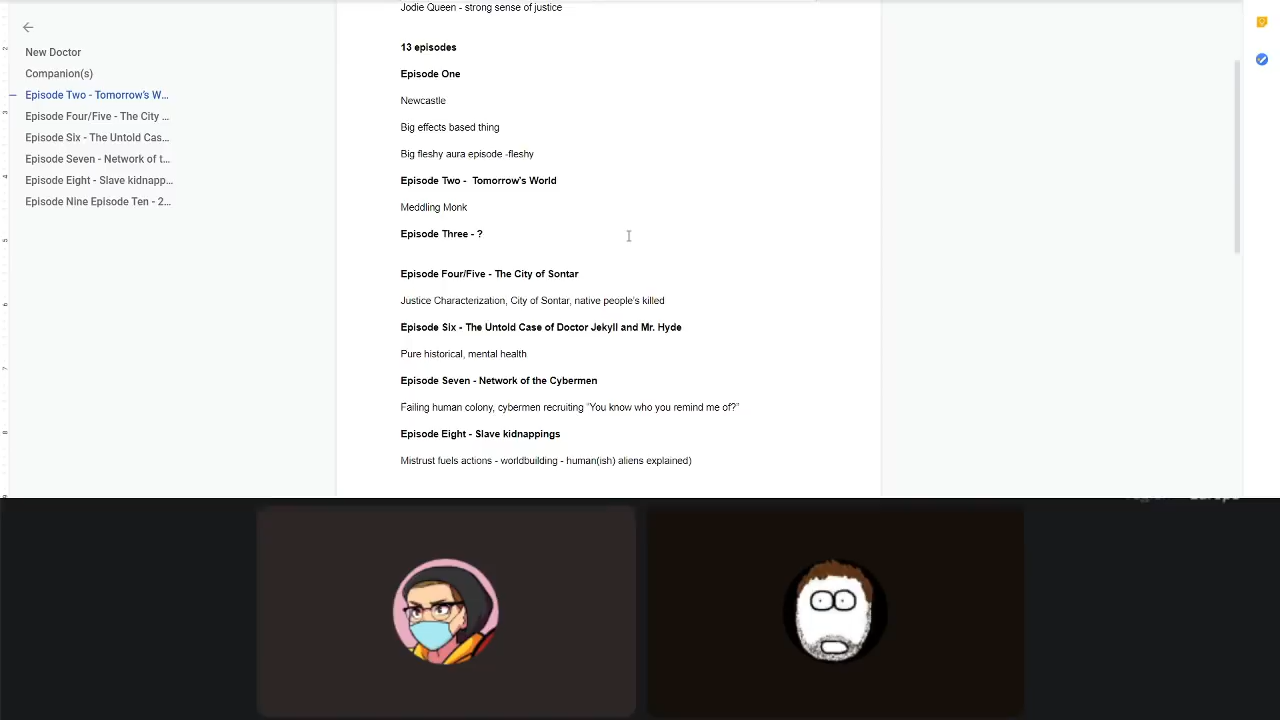 Jodie Queen - strong sense of justice
New Doctor
13 episodes
Companion(s)
Episode One
Episode Two - Tomorrow's W...
Newcastle
Episode Four/Five - The City ...
Big effects based thing
Episode Six - The Untold Cas...
Big fleshy aura episode -fleshy
Episode Seven - Network of t...
Episode Two -  Tomorrow's World
Episode Eight - Slave kidnapp...
Episode Nine Episode Ten - 2...
Meddling Monk
Episode Three - ?
Episode Four/Five - The City of Sontar
Justice Characterization, City of Sontar, native people's killed
Episode Six - The Untold Case of Doctor Jekyll and Mr. Hyde
Pure historical, mental health
Episode Seven - Network of the Cybermen
Failing human colony, cybermen recruiting "You know who you remind me of?"
Episode Eight - Slave kidnappings
Mistrust fuels actions - worldbuilding - human(ish) aliens explained)